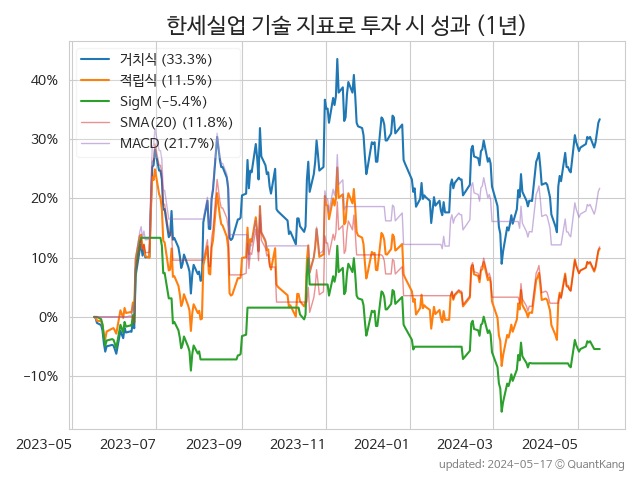 한세실업 기술 지표로 투자 시 성과 (1년)
거치식 (33.3%)
적립식 (11.5%)
SigM (−5.4%)
SMA(20) (11.8%)
MACD (21.7%)
40%
30%
20%
10%
0%
−10%
2023−05 2023−07 2023−09 2023−11 2024−01 2024−03 2024−05
updated: 2024−05−17 © QuantKang